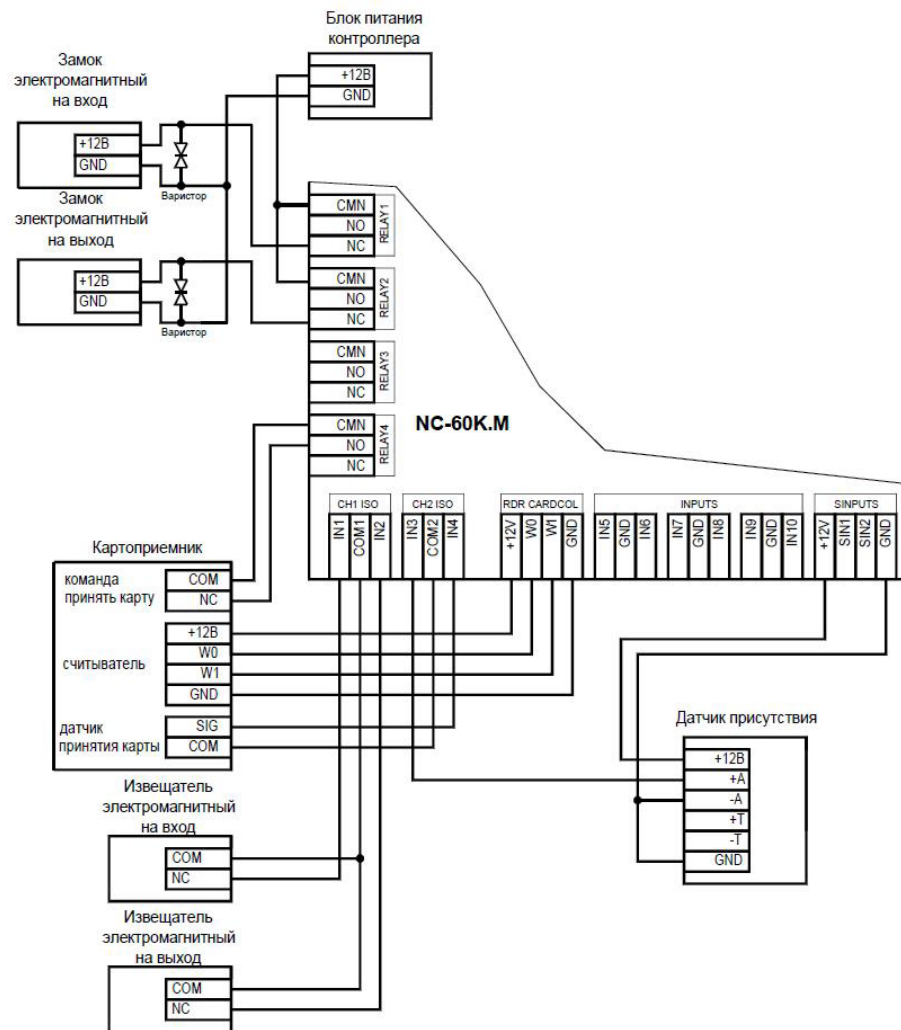 Блок питания
контроллера
+12В
GND
Замок
электромагнитный
на вход
+12В
GND
Варистор
Замок
электромагнитный
на выход
+12В
GND
Варистор
CMN
NO
NC
RELAY1
CMN
NO
NC
RELAY2
CMN
NO
NC
RELAY3
CMN
NO
NC
RELAY4
NC-60K.M
CH1 ISO
IN1
COM1
IN2
CH2 ISO
IN3
COM2
IN4
RDR CARDCOL
+12V
W0
W1
GND
INPUTS
IN5
GND
IN6
IN7
GND
IN8
IN9
GND
IN10
SINPUTS
+12V
SIN1
SIN2
GND
Картоприемник
команда
принять карту
COM
NC
считыватель
+12В
W0
W1
GND
датчик
принятия карты
SIG
COM
Извещатель
электромагнитный
на вход
COM
NC
Извещатель
электромагнитный
на выход
COM
NC
Датчик присутствия
+12В
+A
-A
+T
-T
GND